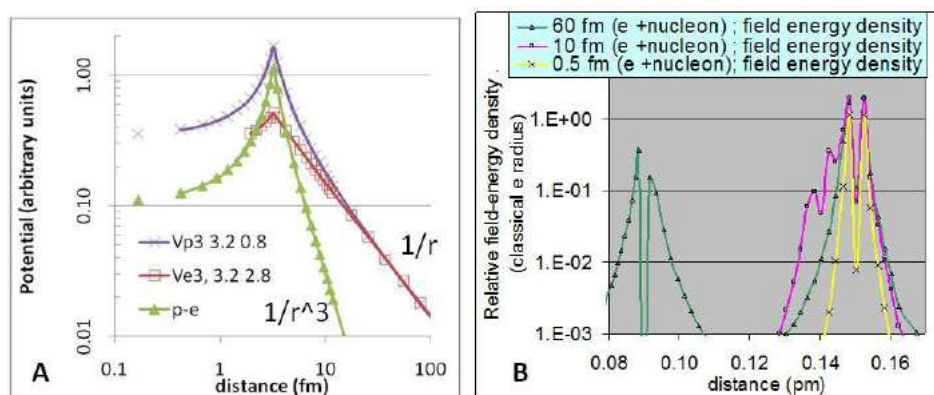 Potential (arbitrary units)
1.00
0.10
0.01
Vp3 3.2 0.8
Ve3, 3.2 2.8
p-e
1/r
1/r^3
A
0.1
1
10
100
distance (fm)
60 fm (e +nucleon) ; field energy density
10 fm (e +nucleon) ; field energy density
0.5 fm (e +nucleon); field energy density
Relative field-energy density
(classical e radius)
1.E+00
1.E-01
1.E-02
1.E-03
0.08
0.10
0.12
0.14
0.16
distance (pm)
B